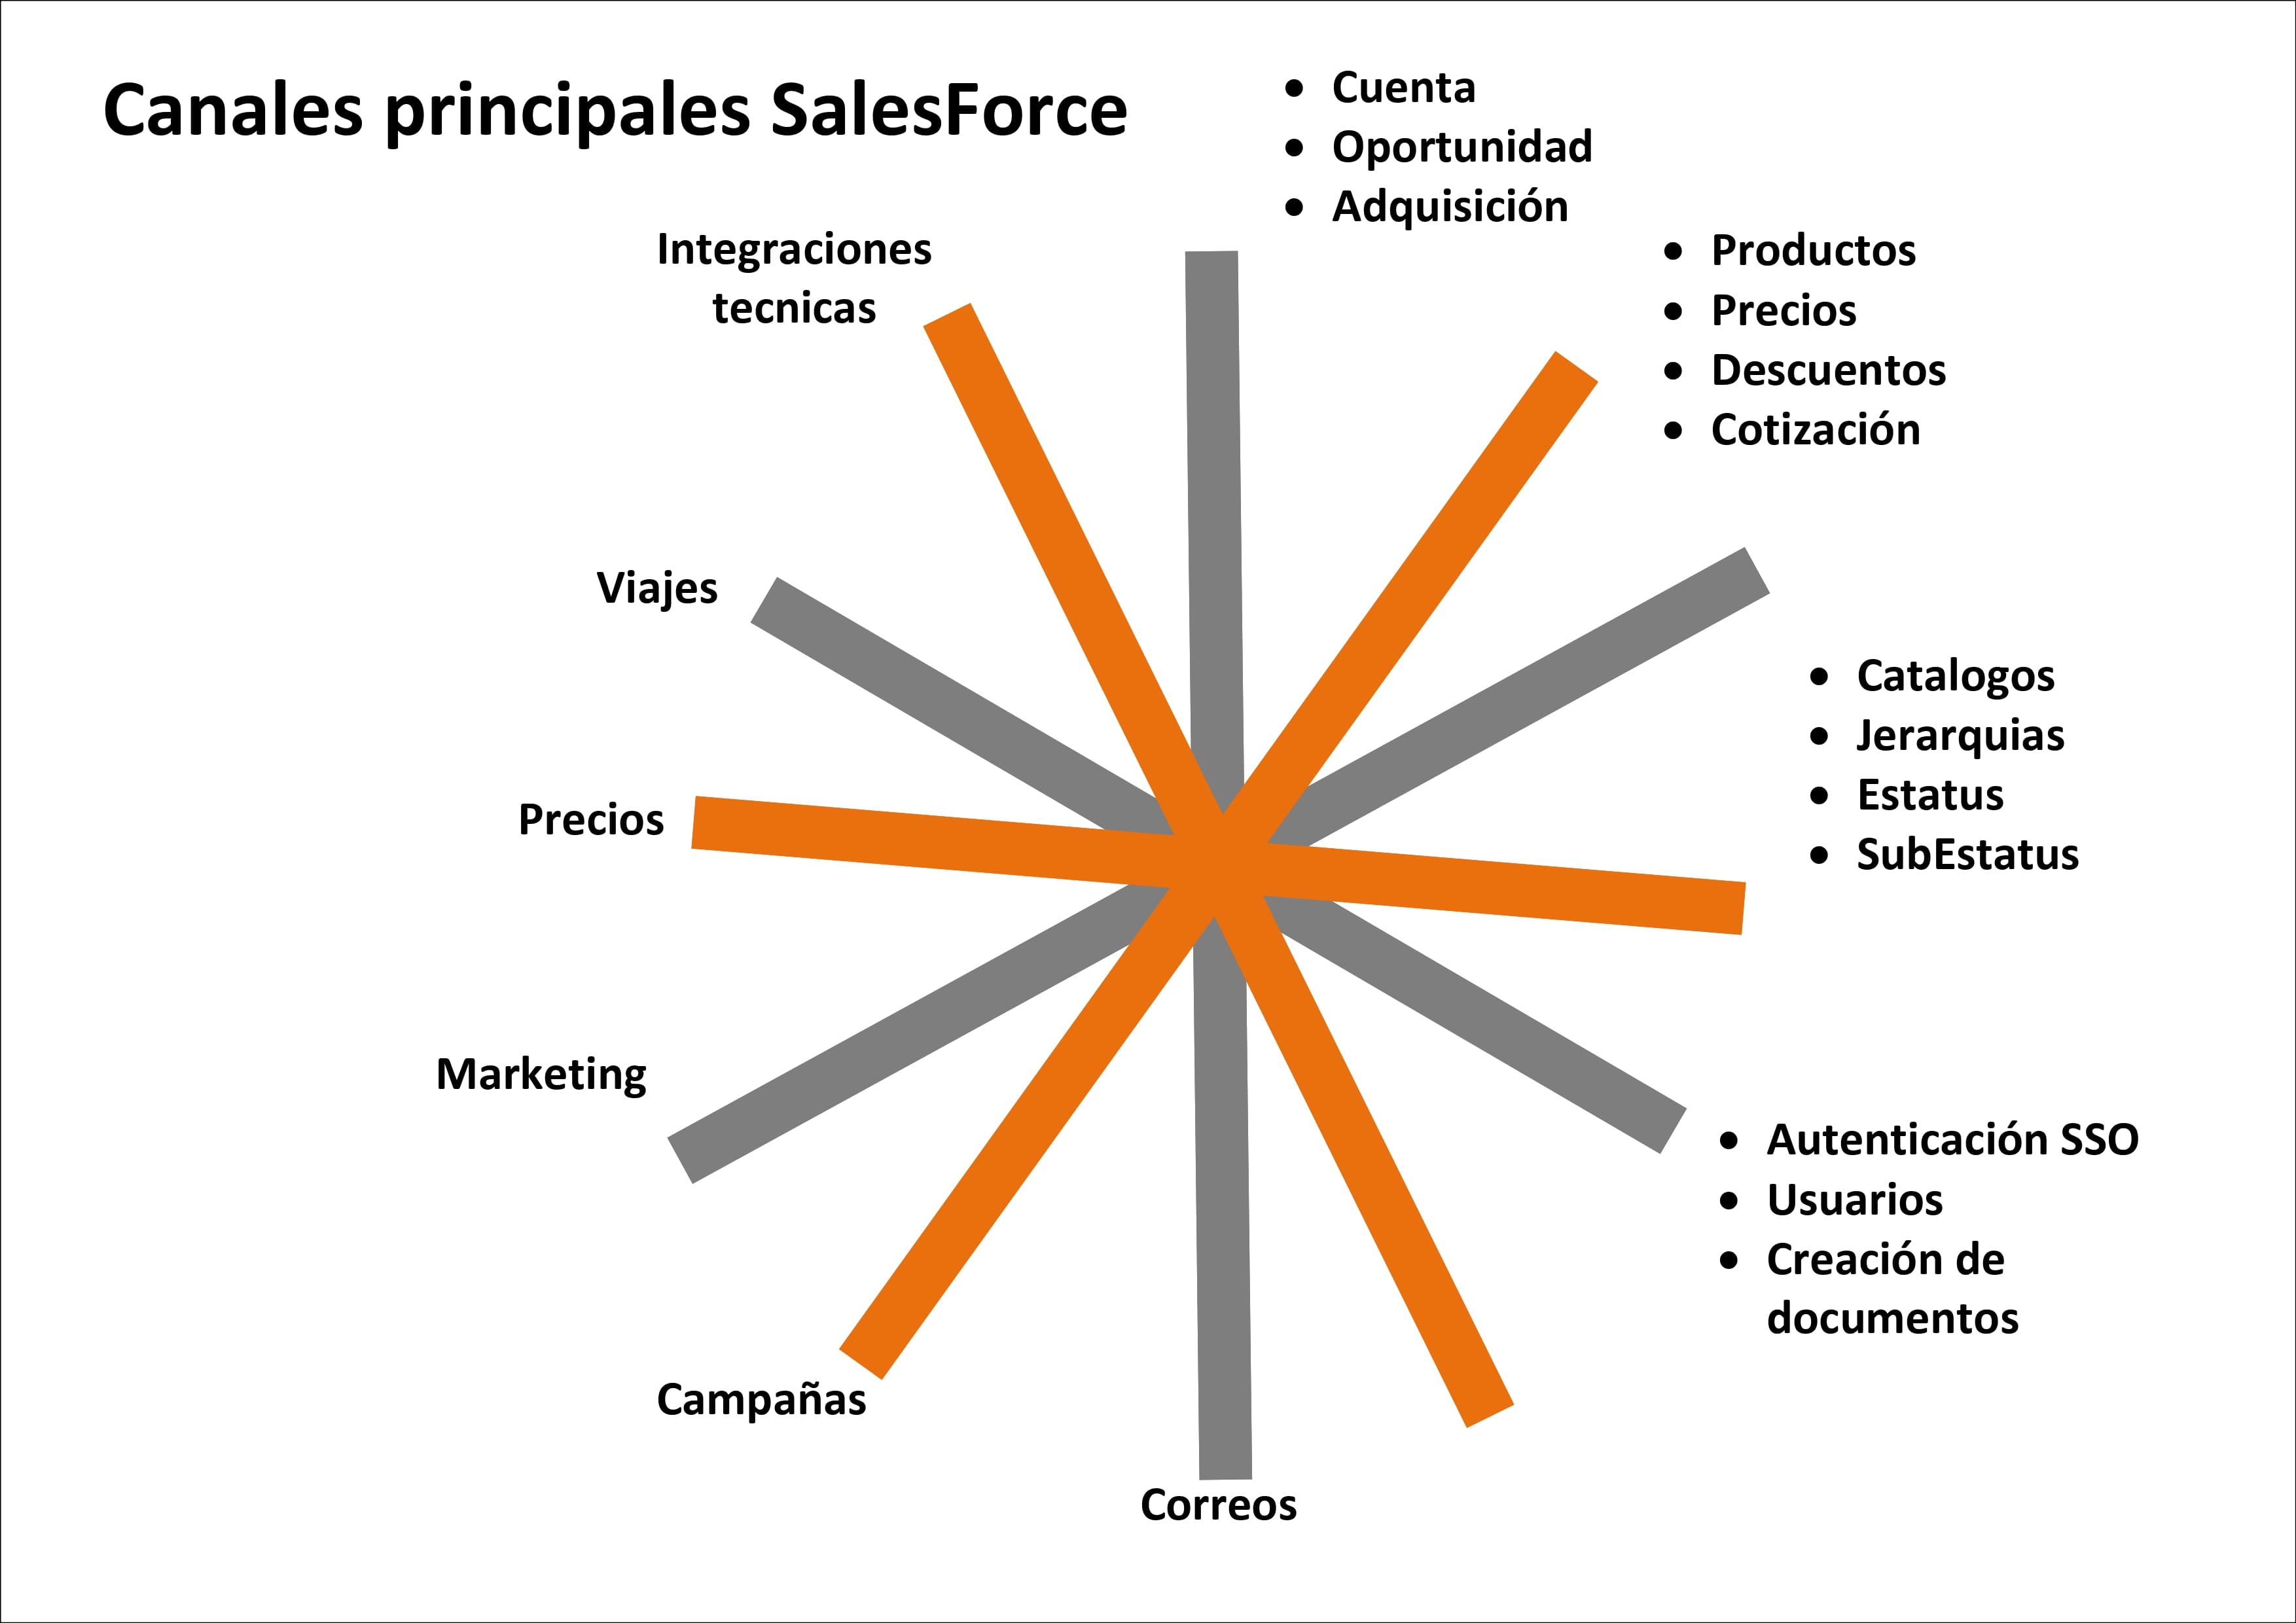 Canales principales SalesForce
• Cuenta
• Oportunidad
• Adquisición
Integraciones
tecnicas
• Productos
• Precios
• Descuentos
• Cotización
Viajes
• Catalogos
• Jerarquias
• Estatus
• SubEstatus
Precios
Marketing
• Autenticación SSO
• Usuarios
• Creación de
documentos
Campañas
Correos